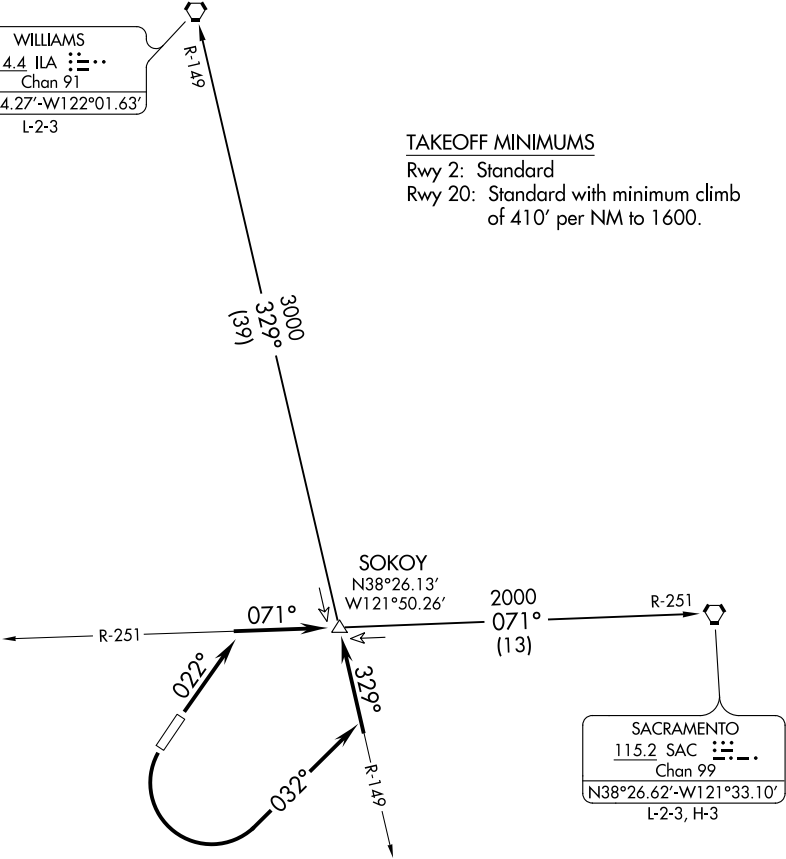 WILLIAMS
4.4 ILA
Chan 91
4.27’-W122°01.63’
L-2-3
R-149
TAKEOFF MINIMUMS
Rwy 2: Standard
Rwy 20: Standard with minimum climb
of 410’ per NM to 1600.
3000
329°
(39)
SOKOY
N38°26.13’
W121°50.26’
R-251
071°
2000
071°
(13)
R-251
022°
329°
032°
R-149
SACRAMENTO
115.2 SAC
Chan 99
N38°26.62’-W121°33.10’
L-2-3, H-3